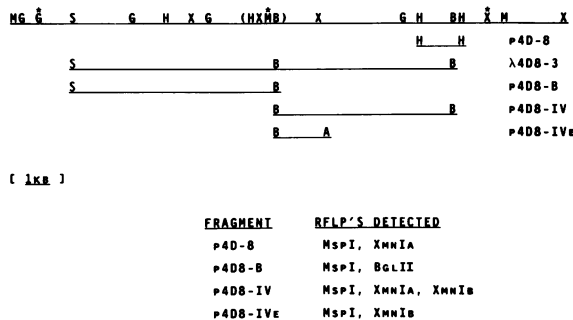 * * *
MG G S G H X G (HXMB) X G H BH X M X
H H P4D-8
S B B λ4D8-3
S B P4D8-B
B B P4D8-IV
B A P4D8-IVE
[ 1KB ]
FRAGMENT RFLP'S DETECTED
P4D-8 MSPI, XMNIA
P4D8-B MSPI, BGLII
P4D8-IV MSPI, XMNIA, XMNIB
P4D8-IVE MSPI, XMNIB